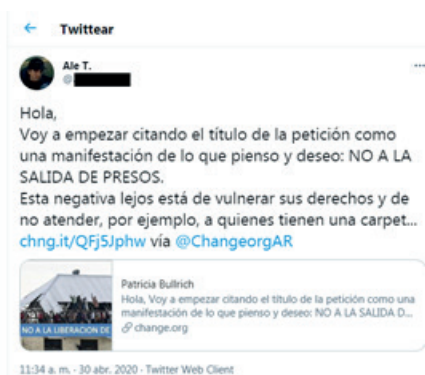 Twittear
Ale T.
@
Hola,
Voy a empezar citando el título de la petición como
una manifestación de lo que pienso y deseo: NO A LA
SALIDA DE PRESOS.
Esta negativa lejos está de vulnerar sus derechos y de
no atender, por ejemplo, a quienes tienen una carpet...
chng.it/QFj5Jphw vía @ChangeorgAR
Patricia Bullrich
Hola, Voy a empezar citando el título de la petición como una
manifestación de lo que pienso y deseo: NO A LA SALIDA D...
change.org
NO A LA LIBERACION DE
11:34 a. m. · 30 abr. 2020 · Twitter Web Client